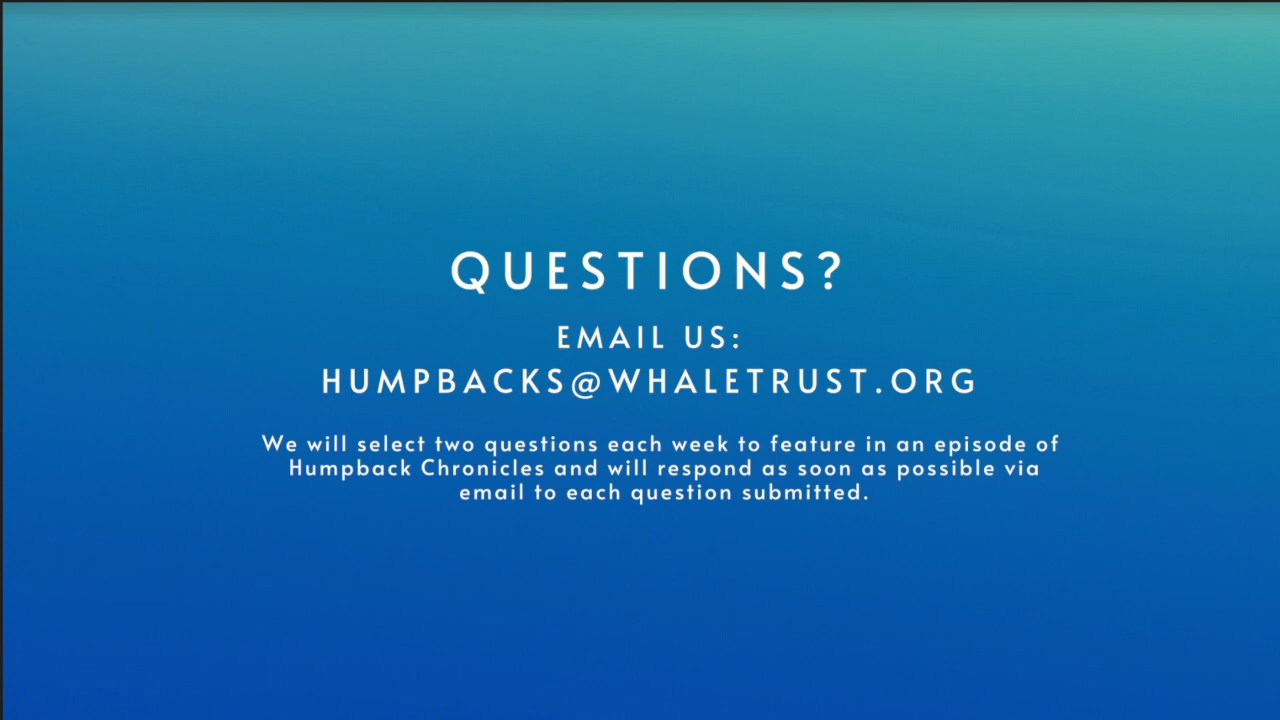 QUESTIONS?
EMAIL US:
HUMPBACKS@WHALETRUST.ORG
We will select two questions each week to feature in an episode of
Humpback Chronicles and will respond as soon as possible via
email to each question submitted.